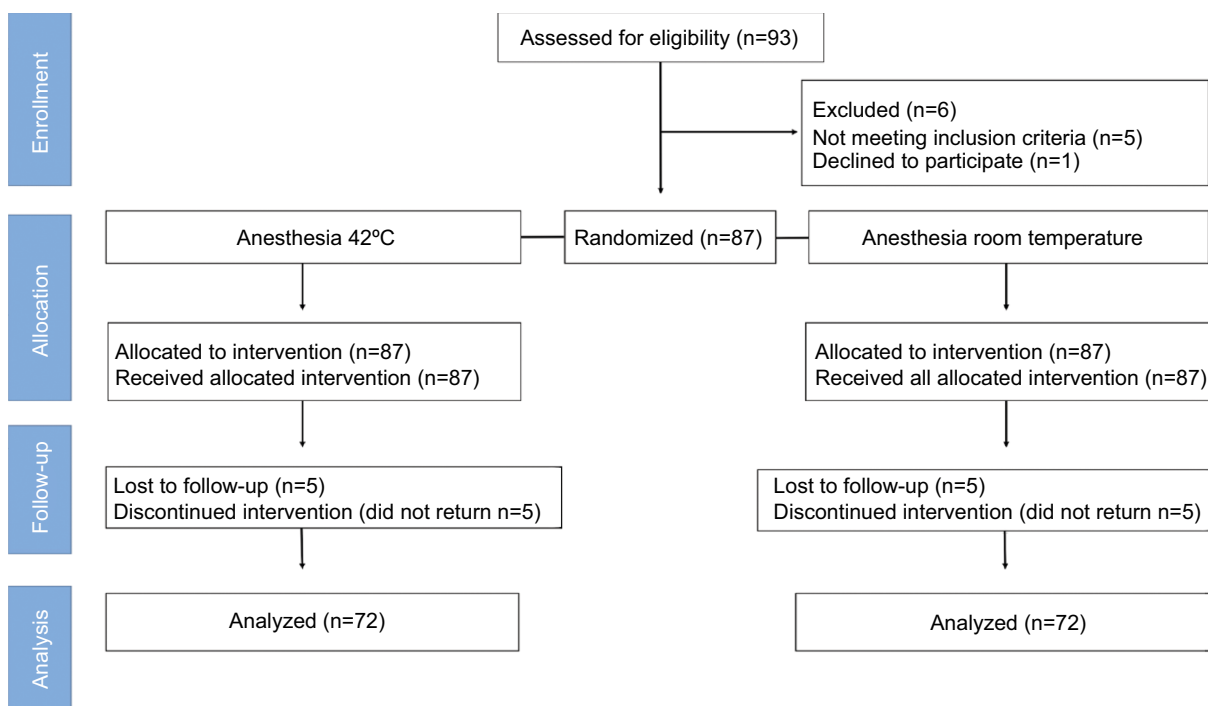 Enrollment
Assessed for eligibility (n=93)
Excluded (n=6)
Not meeting inclusion criteria (n=5)
Declined to participate (n=1)
Allocation
Anesthesia 42ºC
Randomized (n=87)
Anesthesia room temperature
Allocated to intervention (n=87)
Received allocated intervention (n=87)
Allocated to intervention (n=87)
Received all allocated intervention (n=87)
Follow-up
Lost to follow-up (n=5)
Discontinued intervention (did not return n=5)
Lost to follow-up (n=5)
Discontinued intervention (did not return n=5)
Analysis
Analyzed (n=72)
Analyzed (n=72)